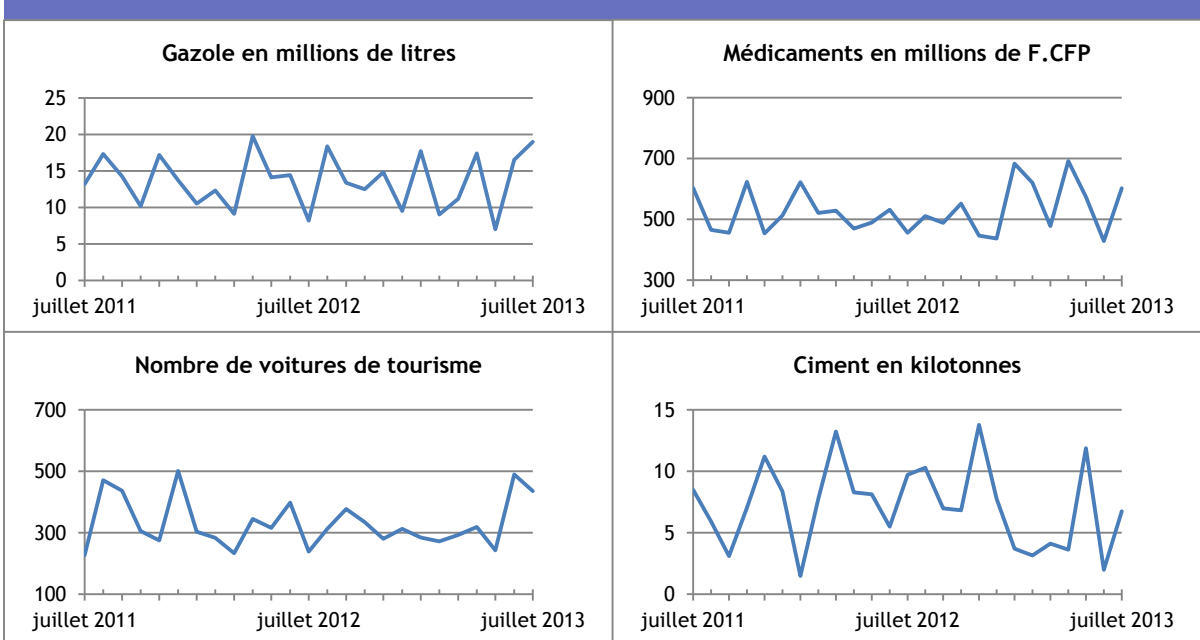 Gazole en millions de litres
25
20
15
10
5
0
juillet 2011 juillet 2012 juillet 2013
Médicaments en millions de F.CFP
900
700
500
300
juillet 2011 juillet 2012 juillet 2013
Nombre de voitures de tourisme
700
500
300
100
juillet 2011 juillet 2012 juillet 2013
Ciment en kilotonnes
15
10
5
0
juillet 2011 juillet 2012 juillet 2013